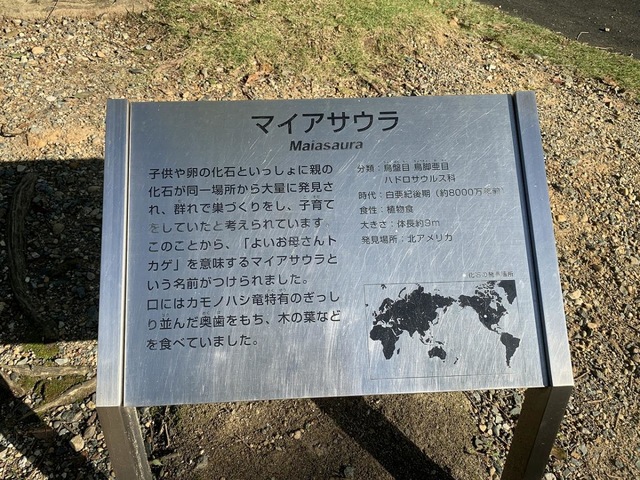 マイアサウラ
Maiasaura
子供や卵の化石といっしょに親の
化石が同一場所から大量に発見さ
れ、群れで巣づくりをし、子育て
をしていたと考えられています。
このことから、「よいお母さんト
カゲ」を意味するマイアサウラと
いう名前がつけられました。
口にはカモノハシ竜特有のぎっし
り並んだ奥歯をもち、木の葉など
を食べていました。
分類：鳥盤目 鳥脚亜目
ハドロサウルス科
時代：白亜紀後期（約8000万年前）
食性：植物食
大きさ：体長約9m
発見場所：北アメリカ
化石の発見場所